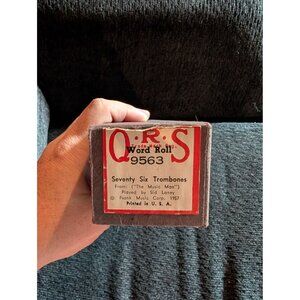 Q·R·S
Word Roll
9563
Seventy Six Trombones
From: ("The Music Man")
Played by Sid Laney
© Frank Music Corp. 1957
Printed in U. S. A.